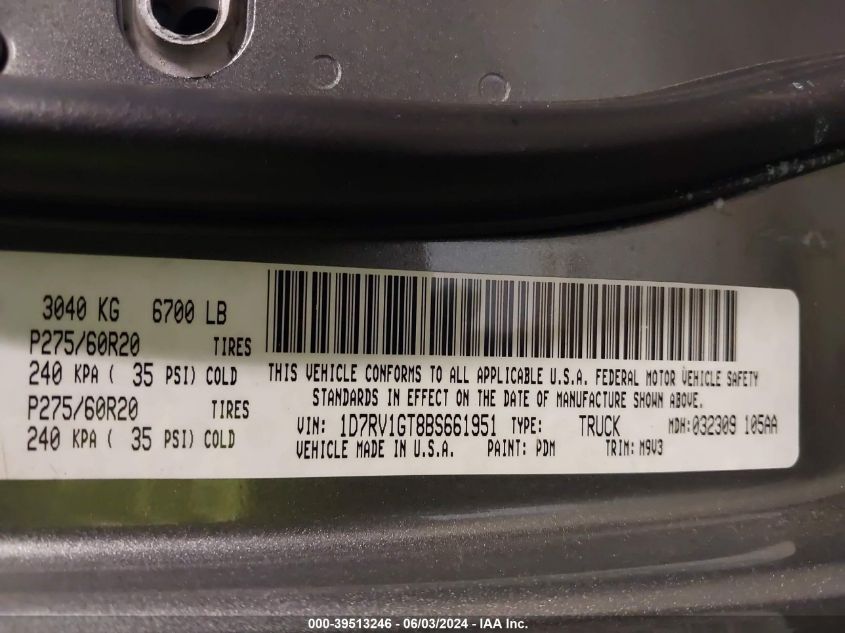 3040 KG 6700 LB
P275/60R20 TIRES
240 KPA ( 35 PSI) COLD
P275/60R20 TIRES
240 KPA ( 35 PSI) COLD
THIS VEHICLE CONFORMS TO ALL APPLICABLE U.S.A. FEDERAL MOTOR VEHICLE SAFETY
STANDARDS IN EFFECT ON THE DATE OF MANUFACTURE SHOWN ABOVE.
VIN: 1D7RV1GT8BS661951 TYPE: TRUCK MDH:032309 105AA
VEHICLE MADE IN U.S.A. PAINT: PDM TRIM: M9V3
000-39513246 - 06/03/2024 - IAA Inc.